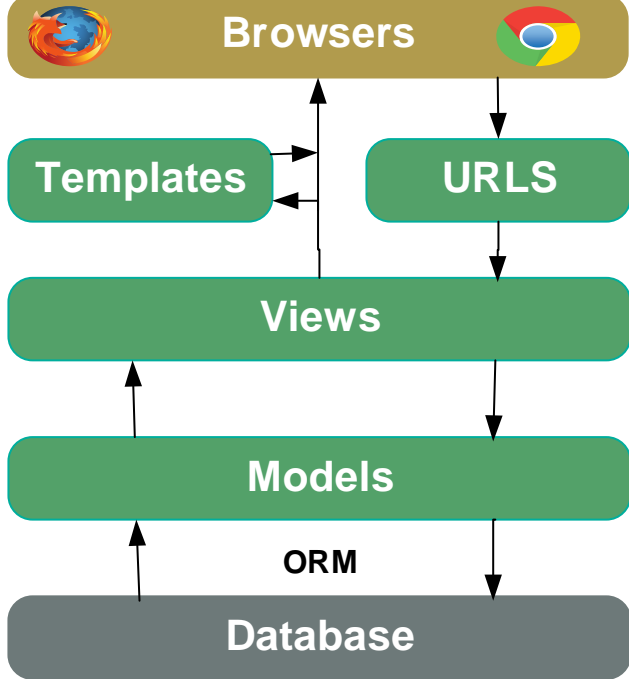 Browsers
Templates
URLS
Views
Models
ORM
Database